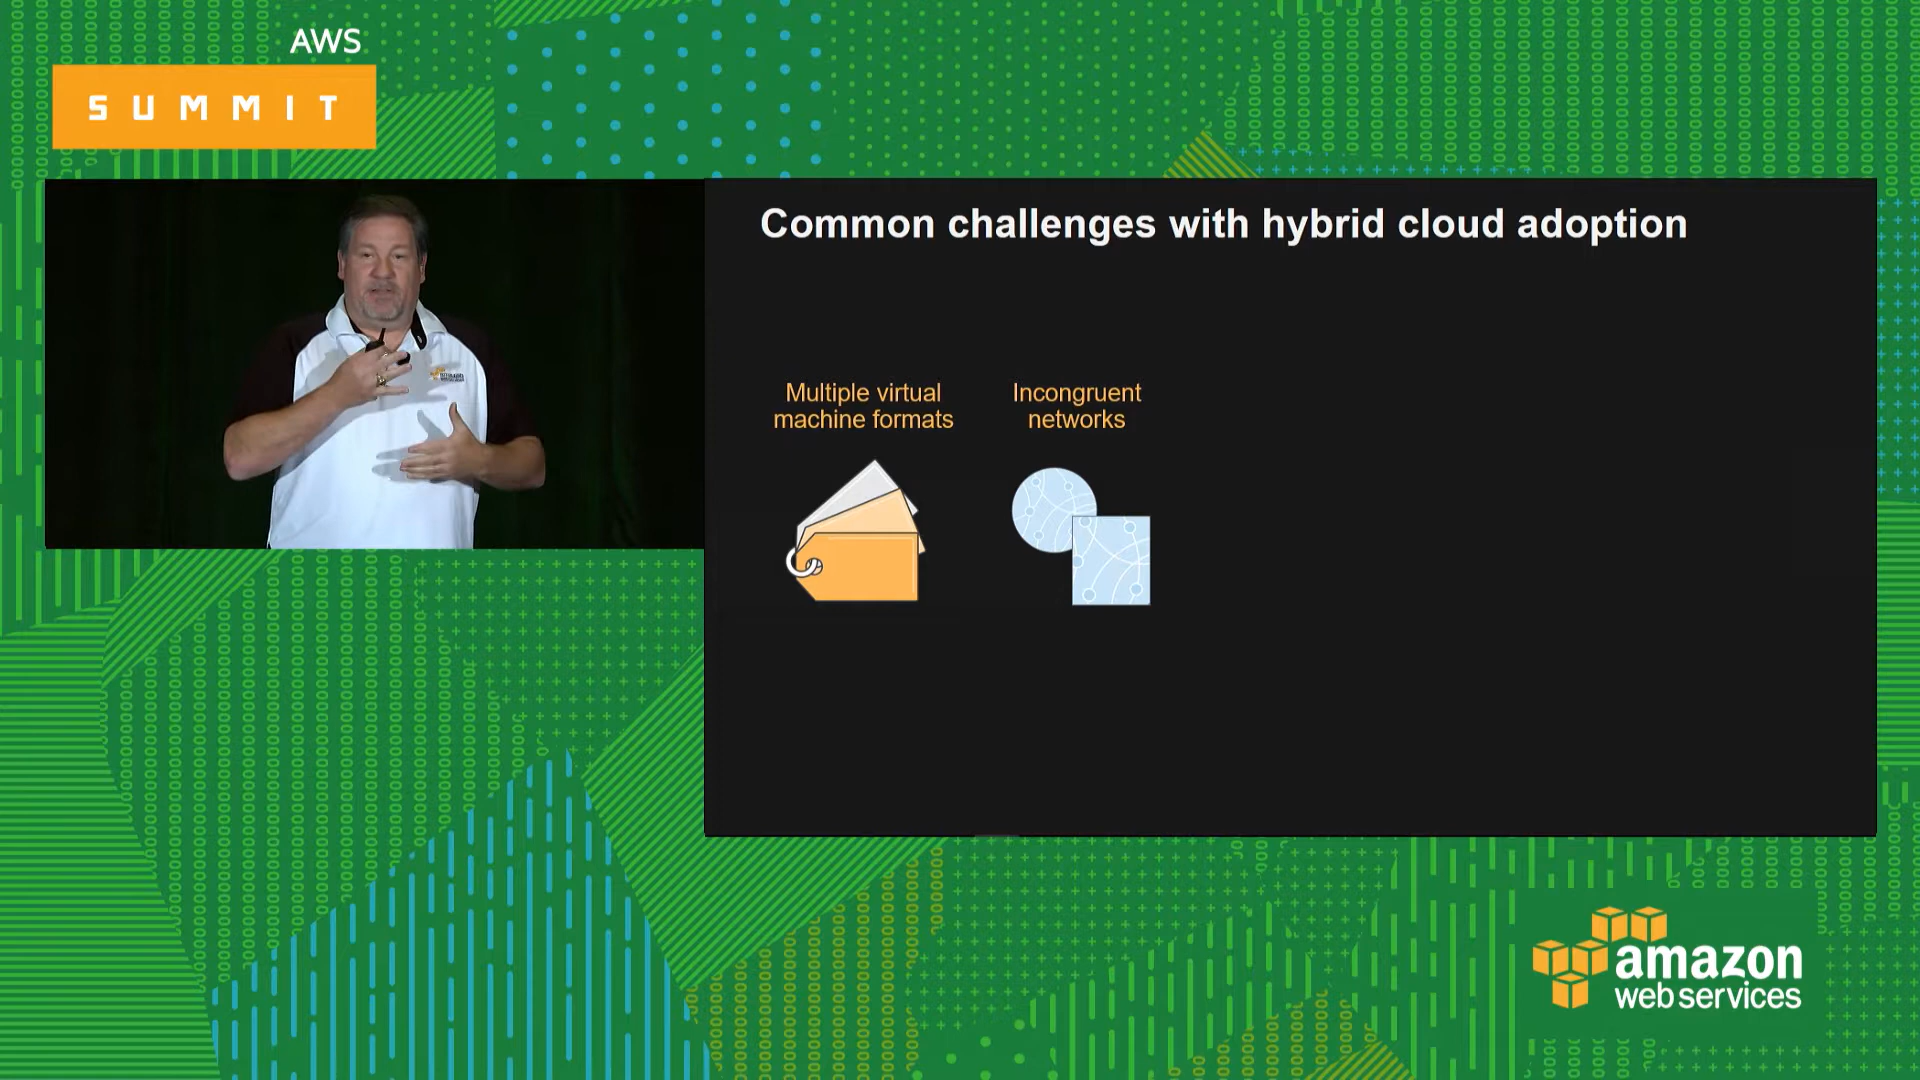 AWS
SUMMIT
Common challenges with hybrid cloud adoption
Multiple virtual
machine formats
Incongruent
networks
amazon
web services